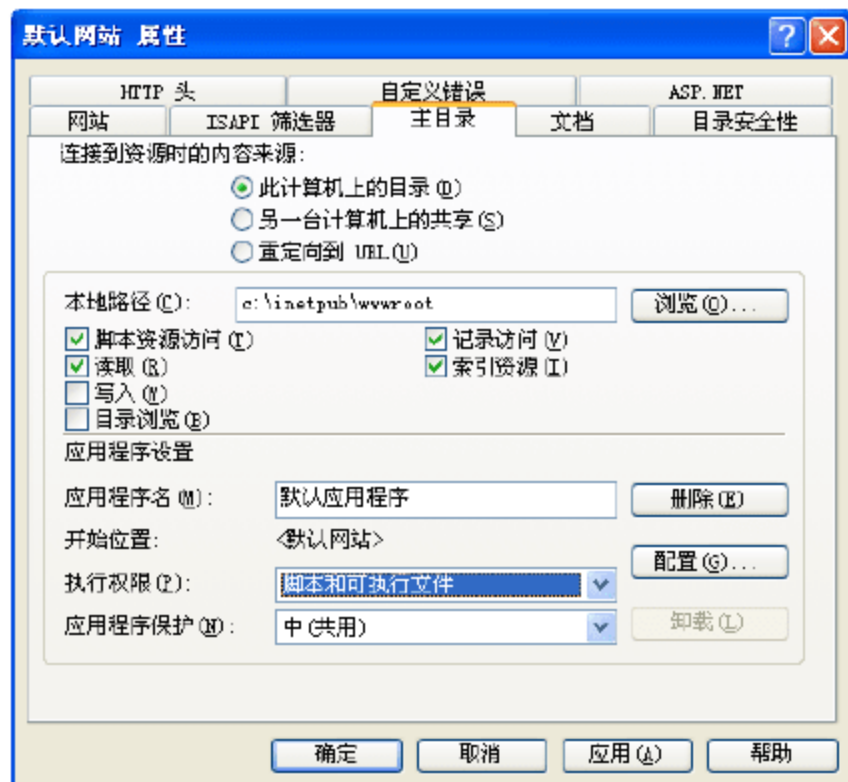 默认网站 属性
HTTP 头 自定义错误 ASP.NET
网站 ISAPI 筛选器 主目录 文档 目录安全性
连接到资源时的内容来源:
此计算机上的目录(D)
另一台计算机上的共享(S)
重定向到 URL(U)
本地路径(C): c:\inetpub\wwwroot 浏览(O)...
脚本资源访问(T) 记录访问(V)
读取(R) 索引资源(I)
写入(W)
目录浏览(B)
应用程序设置
应用程序名(M): 默认应用程序 删除(E)
开始位置: <默认网站>
配置(G)...
执行权限(P): 脚本和可执行文件
应用程序保护(N): 中(共用) 卸载(L)
确定 取消 应用(A) 帮助